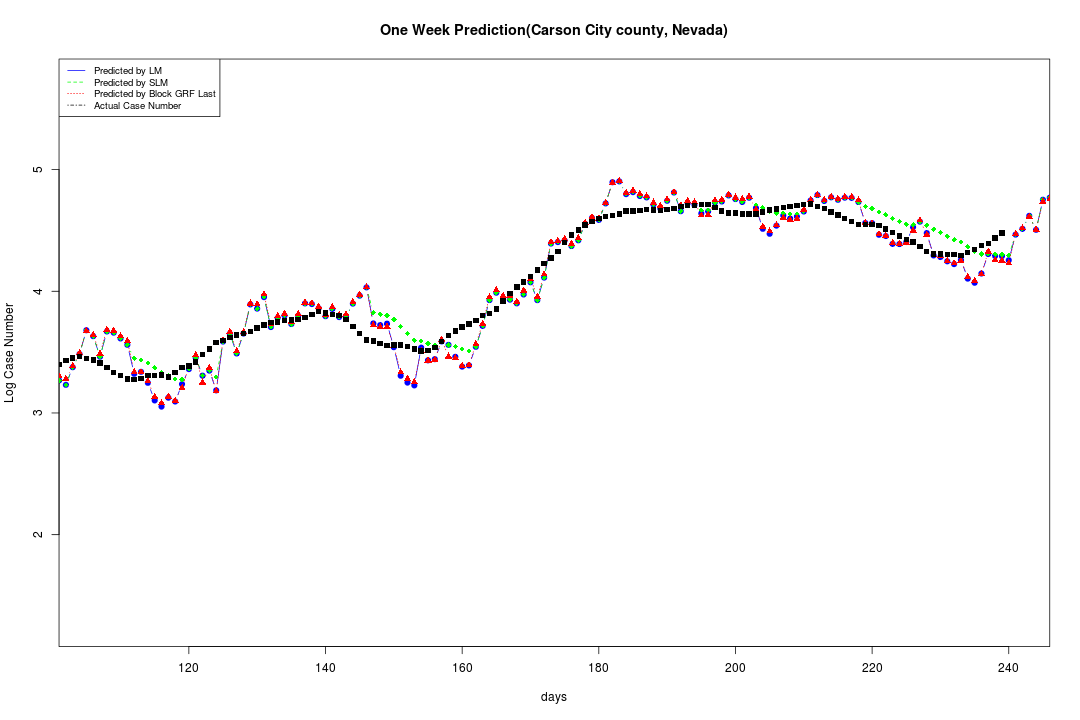 One Week Prediction(Carson City county, Nevada)
Predicted by LM
Predicted by SLM
Predicted by Block GRF Last
Actual Case Number
5
4
3
2
Log Case Number
120 140 160 180 200 220 240
days